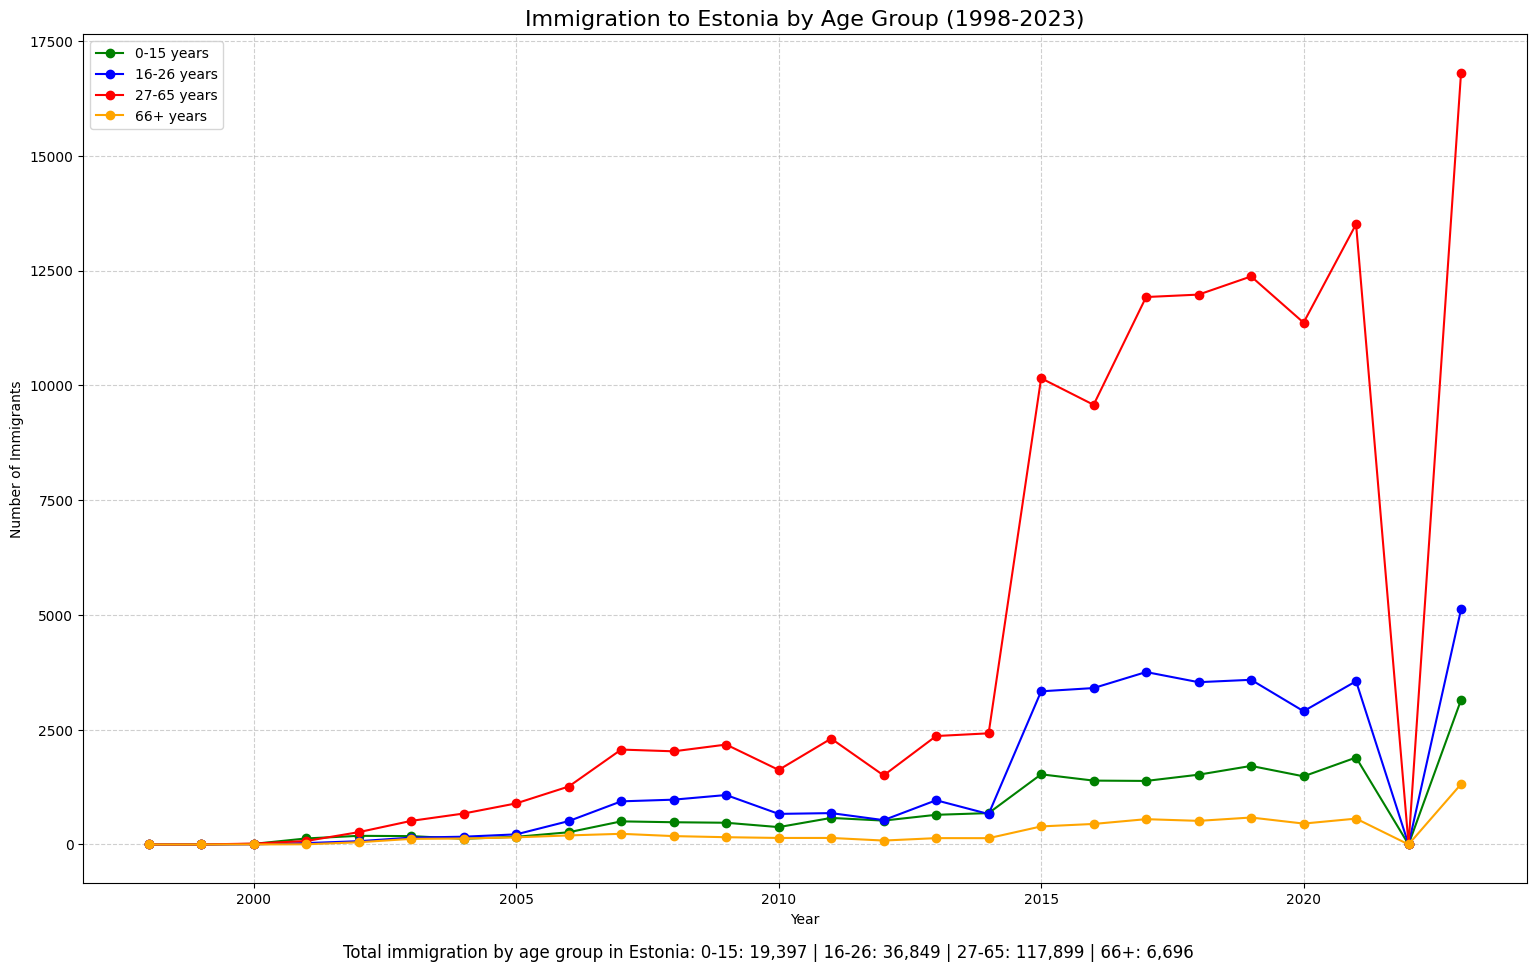 Immigration to Estonia by Age Group (1998-2023)
0-15 years
16-26 years
27-65 years
66+ years
Number of Immigrants
17500
15000
12500
10000
7500
5000
2500
0
2000
2005
2010
2015
2020
Year
Total immigration by age group in Estonia: 0-15: 19,397 | 16-26: 36,849 | 27-65: 117,899 | 66+: 6,696